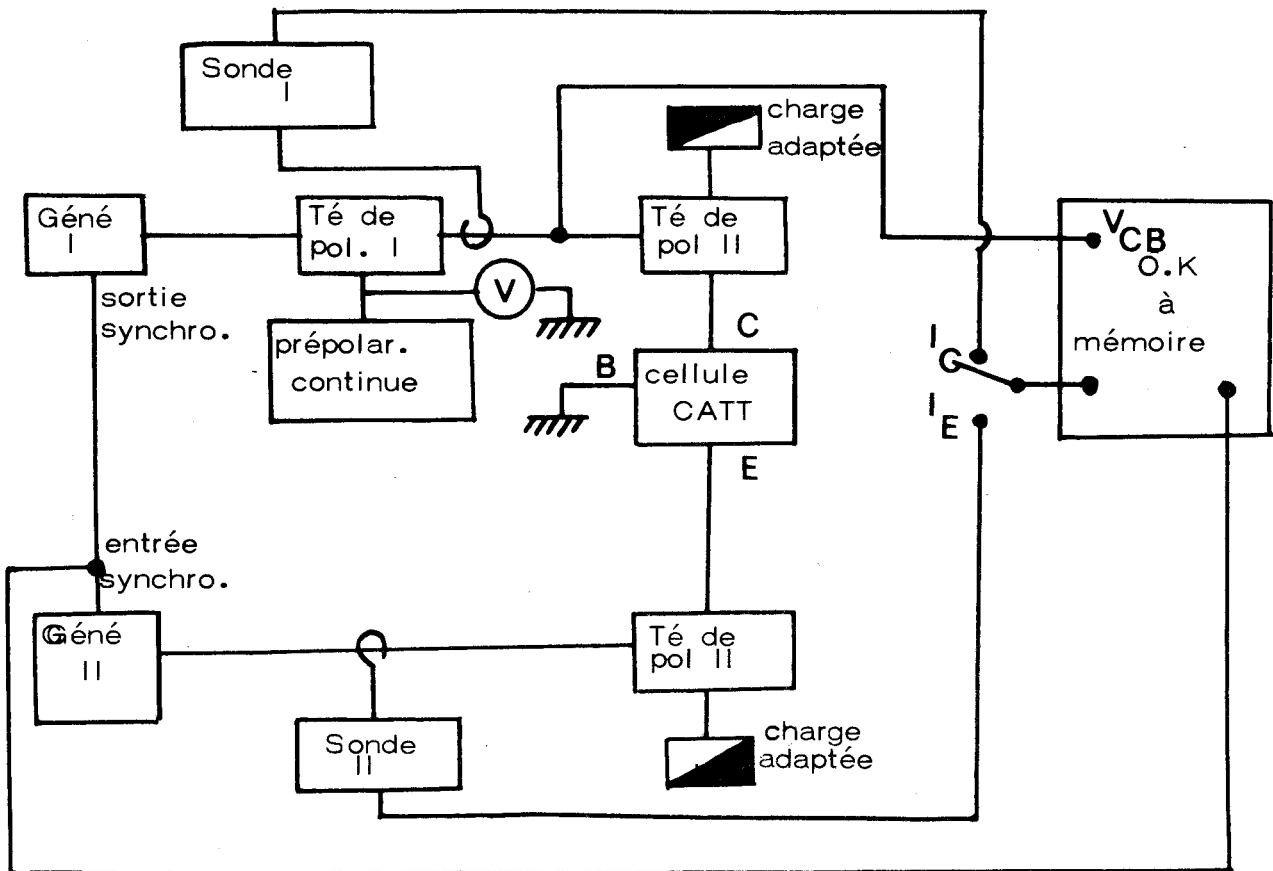 Sonde
I
charge
adaptée
Géné
I
Té de
pol. I
Té de
pol II
V
CB
O.K
à
mémoire
sortie
synchro.
V
prépolar.
continue
C
B
cellule
CATT
E
I
C
I
E
entrée
synchro.
Géné
II
Té de
pol II
Sonde
II
charge
adaptée